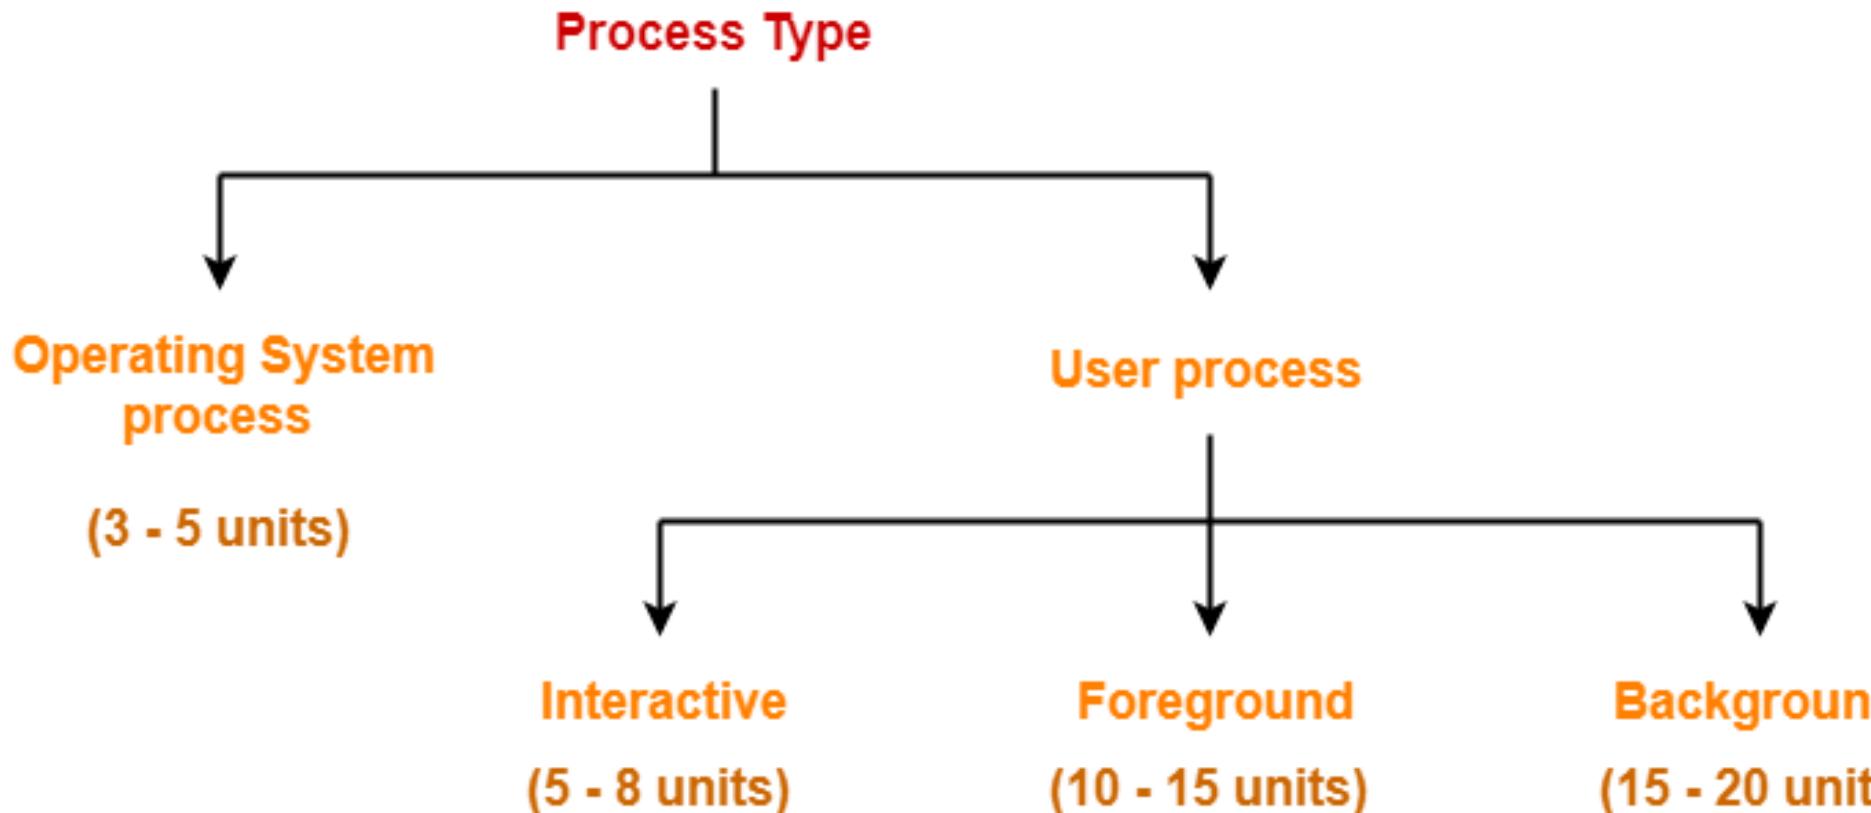 Process Type
Operating System
process
User process
(3 - 5 units)
Interactive
Foreground
Backgroun
(5 - 8 units)
(10 - 15 units)
(15 - 20 unit